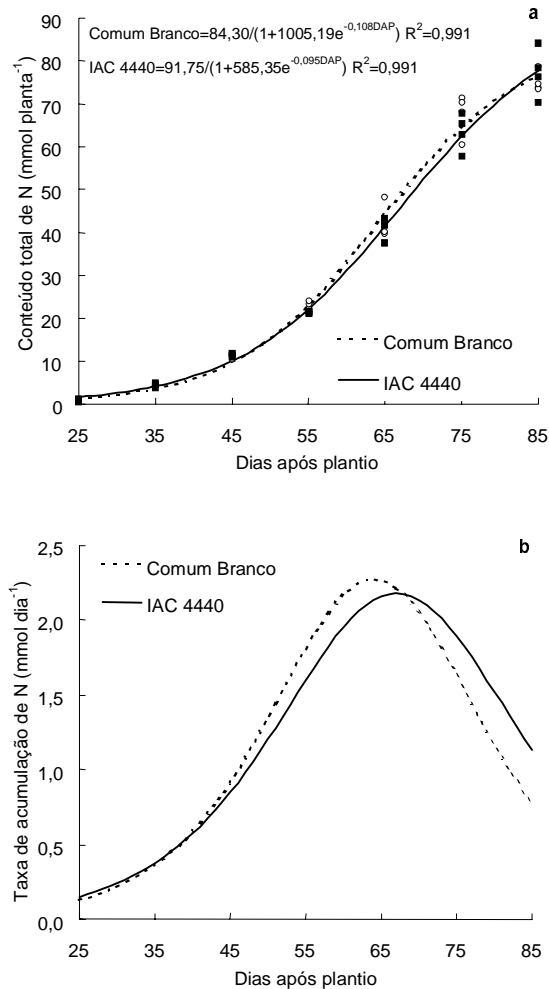 a
Conteúdo total de N (mmol planta-1)
90
80
70
60
50
40
30
20
10
0
Comum Branco=84,30/(1+1005,19e-0,108DAP) R2=0,991
IAC 4440=91,75/(1+585,35e-0,095DAP) R2=0,991
Comum Branco
IAC 4440
25 35 45 55 65 75 85
Dias após plantio
b
Taxa de acumulação de N (mmol dia-1)
2,5
2,0
1,5
1,0
0,5
0,0
Comum Branco
IAC 4440
25 35 45 55 65 75 85
Dias após plantio